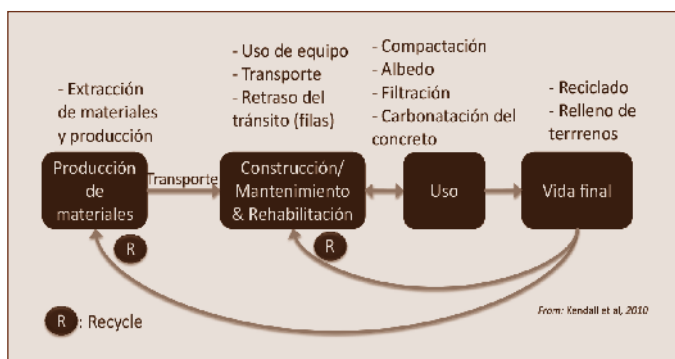 - Extracción
de materiales
y producción
- Uso de equipo
- Transporte
- Retraso del
tránsito (filas)
- Compactación
- Albedo
- Filtración
- Carbonatación del
concreto
- Reciclado
- Relleno de
terrrenos
Producción
de
materiales
Transporte
Construcción/
Mantenimiento
& Rehabilitación
Uso
Vida final
R
R
R : Recycle
From: Kendall et al, 2010